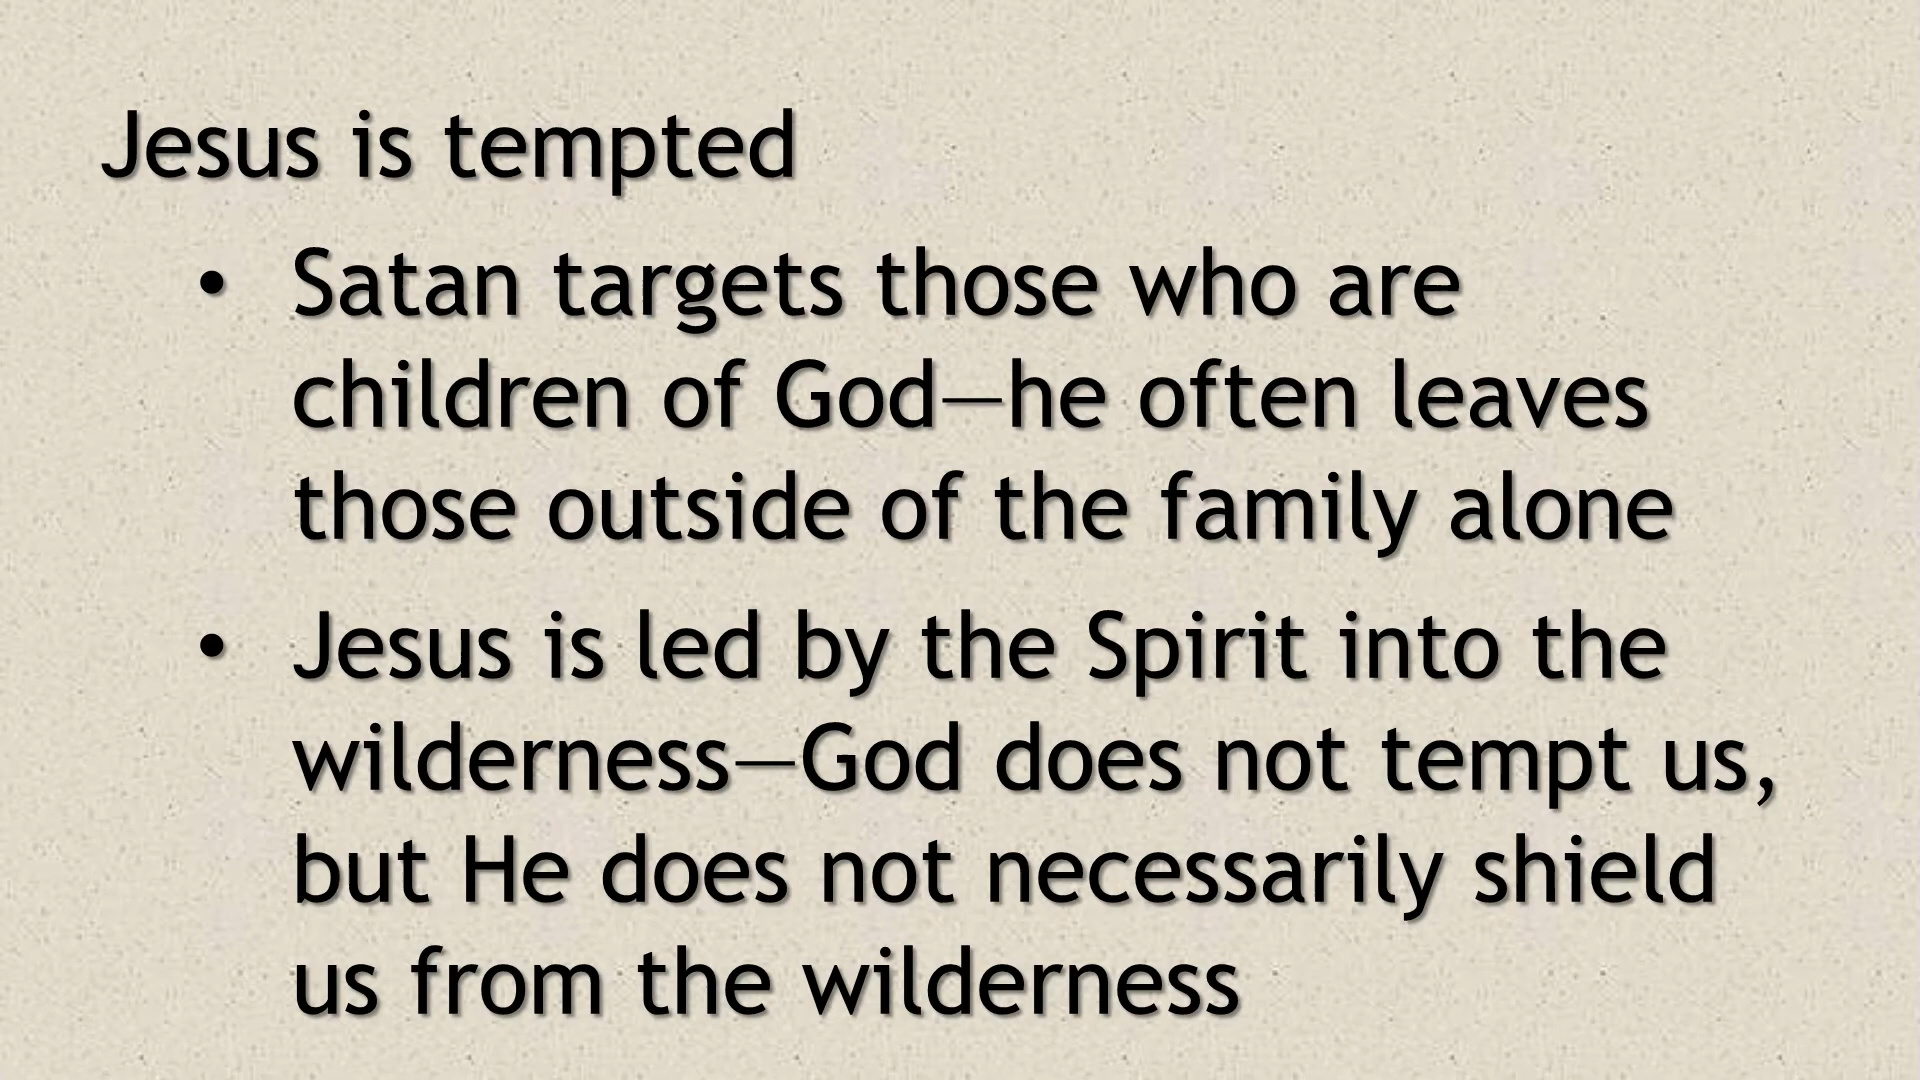 Jesus is tempted
• Satan targets those who are
children of God—he often leaves
those outside of the family alone
• Jesus is led by the Spirit into the
wilderness—God does not tempt us,
but He does not necessarily shield
us from the wilderness